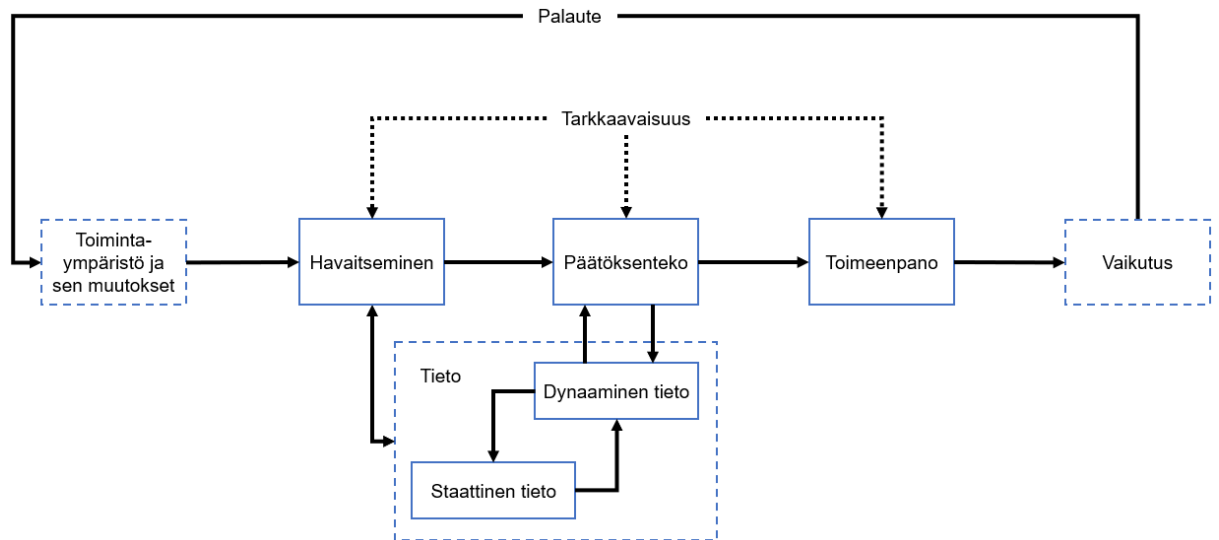 Palaute
Tarkkaavaisuus
Toiminta-
ympäristö ja
sen muutokset
Havaitseminen
Päätöksenteko
Toimeenpano
Vaikutus
Tieto
Dynaaminen tieto
Staattinen tieto